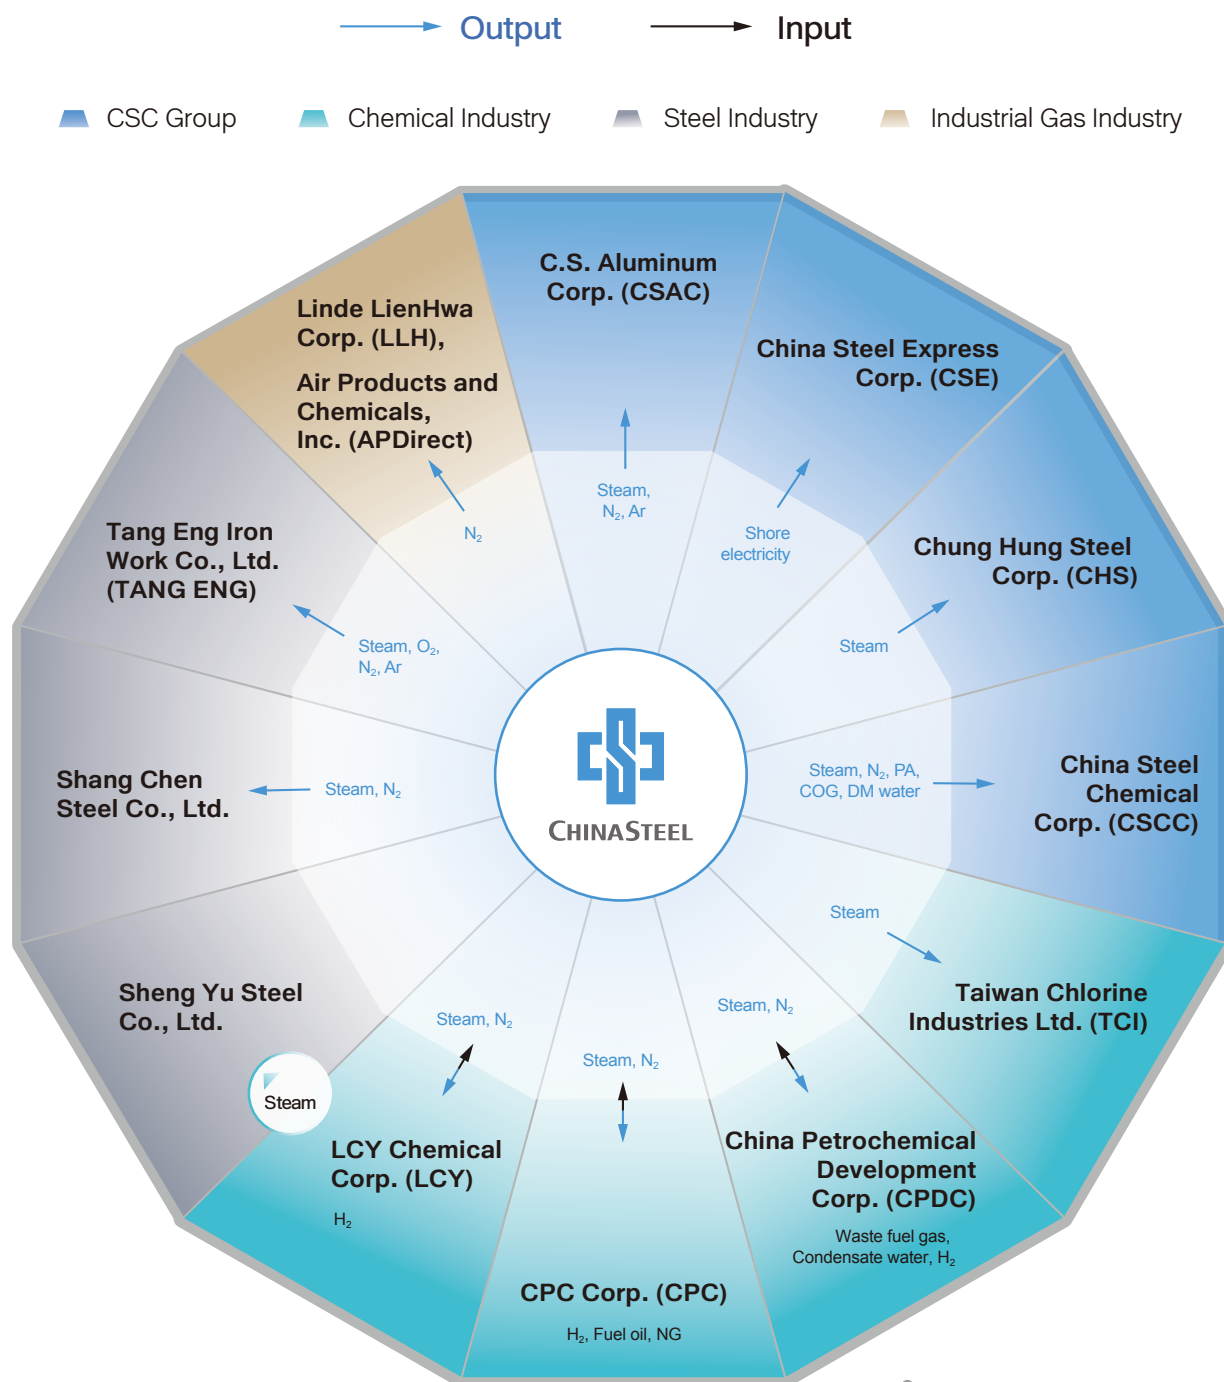 Output
Input
CSC Group
Chemical Industry
Steel Industry
Industrial Gas Industry
C.S. Aluminum
Corp. (CSAC)
Steam,
N₂, Ar
China Steel Express
Corp. (CSE)
Shore
electricity
Chung Hung Steel
Corp. (CHS)
Steam
China Steel
Chemical
Corp. (CSCC)
Steam, N₂, PA,
COG, DM water
Taiwan Chlorine
Industries Ltd. (TCI)
Steam
China Petrochemical
Development
Corp. (CPDC)
Waste fuel gas,
Condensate water, H₂
Steam, N₂
CPC Corp. (CPC)
H₂, Fuel oil, NG
Steam, N₂
LCY Chemical
Corp. (LCY)
H₂
Steam, N₂
Steam
Sheng Yu Steel
Co., Ltd.
Shang Chen
Steel Co., Ltd.
Steam, N₂
Tang Eng Iron
Work Co., Ltd.
(TANG ENG)
Steam, O₂,
N₂, Ar
Linde LienHwa
Corp. (LLH),
Air Products and
Chemicals,
Inc. (APDirect)
N₂
CHINASTEEL